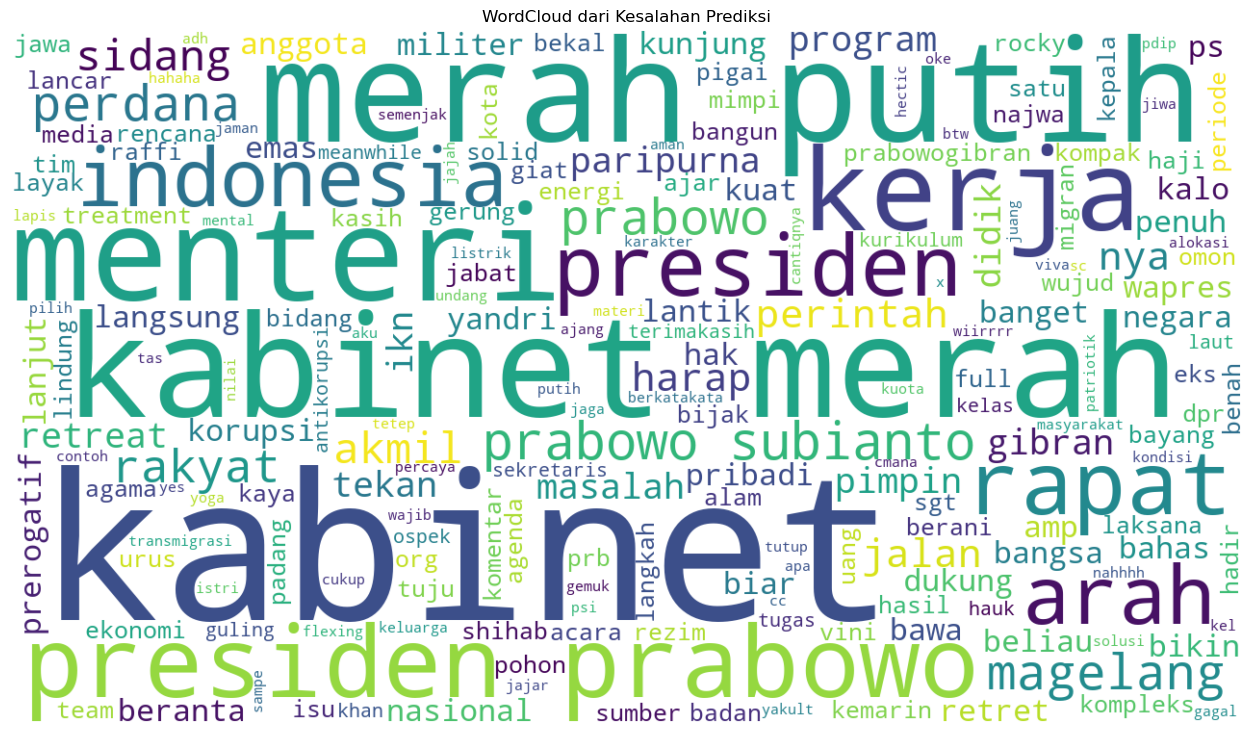 WordCloud dari Kesalahan Prediksi
jawa
adh
sidang
hahaha
anggota
militer
bekal
kunjung
program
oke
rocky
pdip
ps
lancar
merah putih
pigai
hectic
satu
kepala
jiwa
perdana
semenjak
kota
mimpi
najwa
periode
media
rencana
jaman
bangun
btw
raffi
emas
meanwhile
solid
aman
tim
indonesia
jajah
giat
paripurna
kerja
prabowogibran
kompak
haji
layak
energi
ajar
kuat
didik
migran
kalo
lapis
treatment
mental
kasih
gerung
prabowo
cantiqnya
juang
penuh
menteri
listrik
karakter
kurikulum
nya
alokasi
jabat
presiden
viva
sc
omon
undang
x
wujud
wapres
pilih
langsung
bidang
ikn
yandri
materi
lantik
perintah
banget
negara
lanjut
lindung
antikorupsi
aku
ajang
terimakasih
wiirrrr
laut
tas
kabinet merah
hak
patriotik
nilai
putih
harap
kuota
full
eks
benah
jaga
berkatakata
kelas
dpr
retreat
korupsi
tetep
bijak
masyarakat
akmil
prabowo subianto
gibran
bayang
contoh
rakyat
percaya
sekretaris
pribadi
cmana
rapat
kondisi
prerogatif
agama
yes
kaya
tekan
masalah
pimpin
yoga
alam
sgt
wajib
berani
amp
laksana
transmigrasi
padang
ospek
komentar
agenda
langkah
uang
urus
org
prb
tutup
jalan
bangsa
bahas
hadir
kabinet
istri
cukup
tuju
gemuk
apa
biar
dukung
nahhhh
arah
psi
cc
hasil
hauk
kel
ekonomi
guling
flexing
keluarga
shihab
acara
rezim
tugas
vini
bawa
beliau
solusi
bikin
presiden prabowo
pohon
magelang
sampe
jajar
team
beranta
isu
khan
nasional
sumber
badan
yakult
kemarin
retret
kompleks
gagal